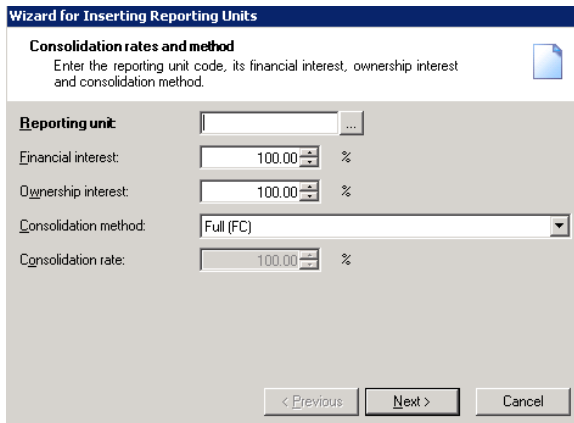 Wizard for Inserting Reporting Units
Consolidation rates and method
Enter the reporting unit code, its financial interest, ownership interest
and consolidation method.
Reporting unit:
...
Financial interest: 100.00 %
Ownership interest: 100.00 %
Consolidation method: Full (FC)
Consolidation rate: 100.00 %
< Previous Next > Cancel